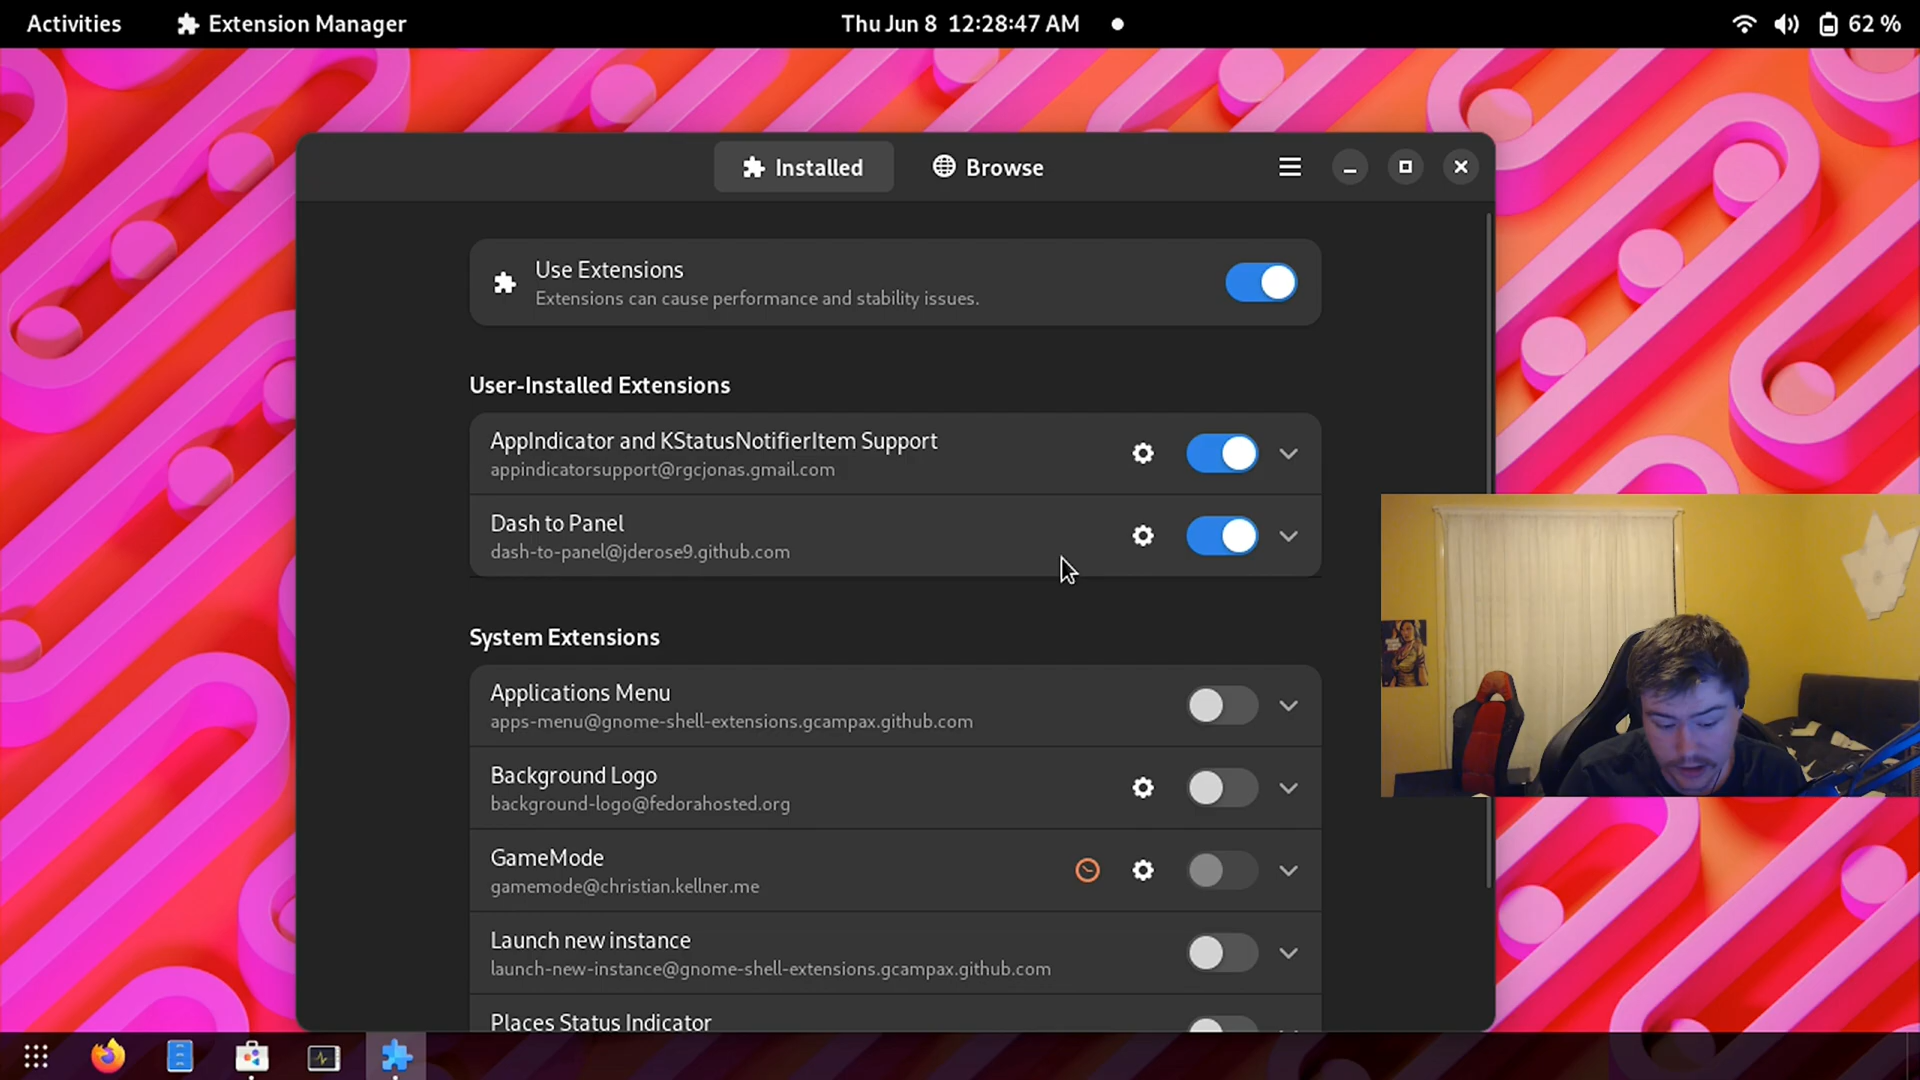 Activities
Extension Manager
Thu Jun 8 12:28:47 AM
62 %
Installed
Browse
Use Extensions
Extensions can cause performance and stability issues.
User-Installed Extensions
AppIndicator and KStatusNotifierItem Support
appindicatorsupport@rgcjonas.gmail.com
Dash to Panel
dash-to-panel@jderose9.github.com
System Extensions
Applications Menu
apps-menu@gnome-shell-extensions.gcampax.github.com
Background Logo
background-logo@fedorahosted.org
GameMode
gamemode@christian.kellner.me
Launch new instance
launch-new-instance@gnome-shell-extensions.gcampax.github.com
Places Status Indicator